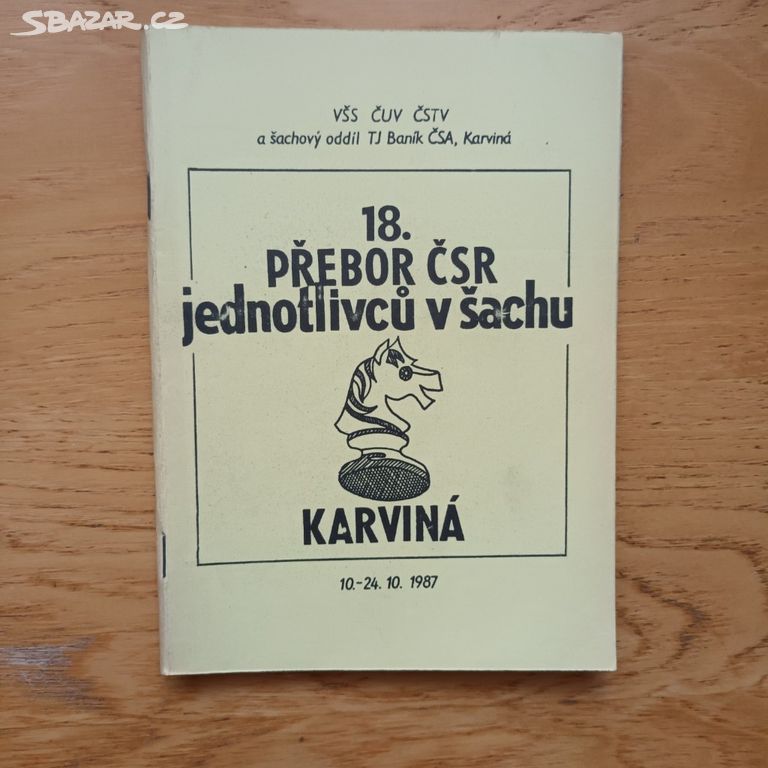 SBAZAR.CZ
VŠS ČUV ČSTV
a šachový oddíl TJ Baník ČSA, Karviná
18.
PŘEBOR ČSR
jednotlivců v šachu
KARVINÁ
10.-24. 10. 1987